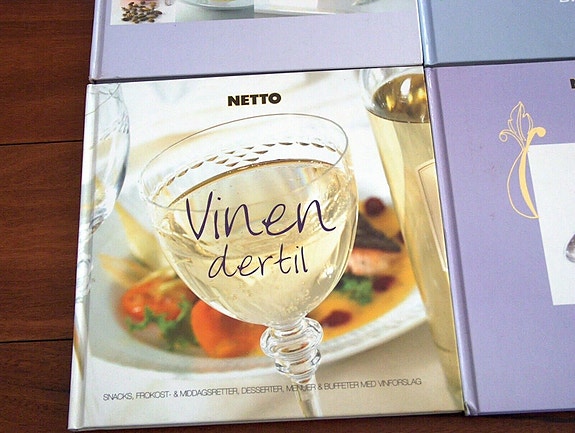 NETTO
Vinen
dertil
SNACKS, FROKOST- & MIDDAGSRETTER, DESSERTER, MENUER & BUFFETER MED VINFORSLAG